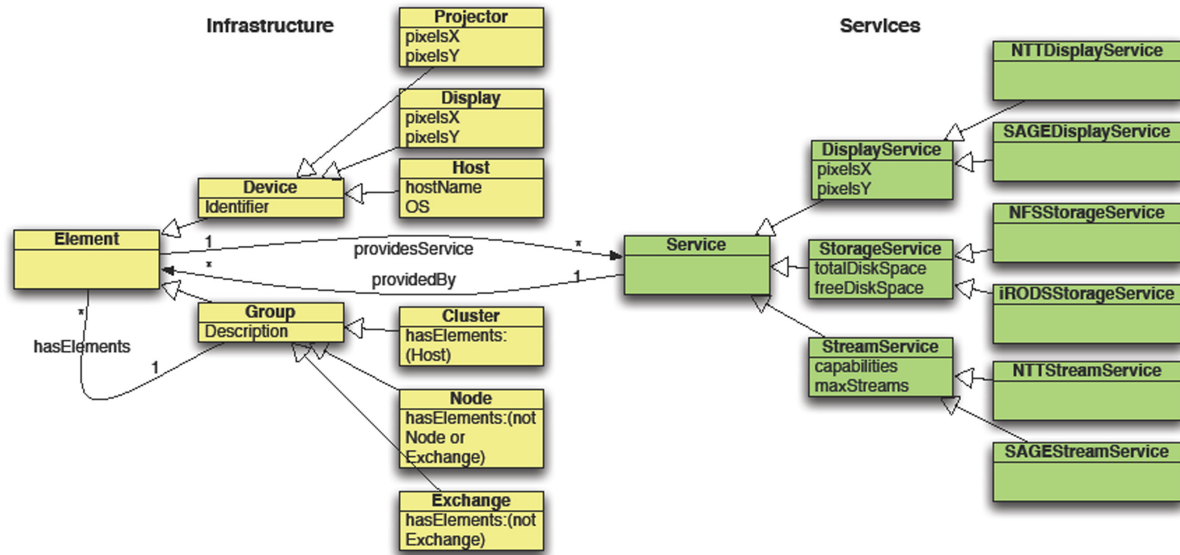 Infrastructure
Services
Projector
pixelsX
pixelsY
Display
pixelsX
pixelsY
Host
hostName
OS
Device
Identifier
Element
1
providesService
*
*
providedBy
1
*
hasElements
1
Group
Description
Cluster
hasElements:
(Host)
Node
hasElements:(not
Node or
Exchange)
Exchange
hasElements:(not
Exchange)
Service
DisplayService
pixelsX
pixelsY
StorageService
totalDiskSpace
freeDiskSpace
StreamService
capabilities
maxStreams
NTTDisplayService
SAGEDisplayService
NFSStorageService
iRODSStorageService
NTTStreamService
SAGEStreamService